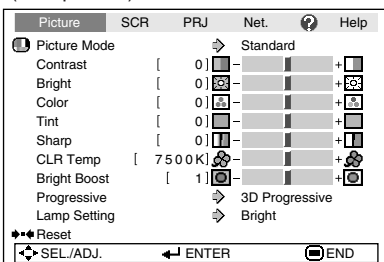 Picture SCR PRJ Net. ? Help
Picture Mode Standard
Contrast [ 0] - +
Bright [ 0] - +
Color [ 0] - +
Tint [ 0] - +
Sharp [ 0] - +
CLR Temp [ 7500K] - +
Bright Boost [ 1] - +
Progressive 3D Progressive
Lamp Setting Bright
Reset
SEL./ADJ. ENTER END